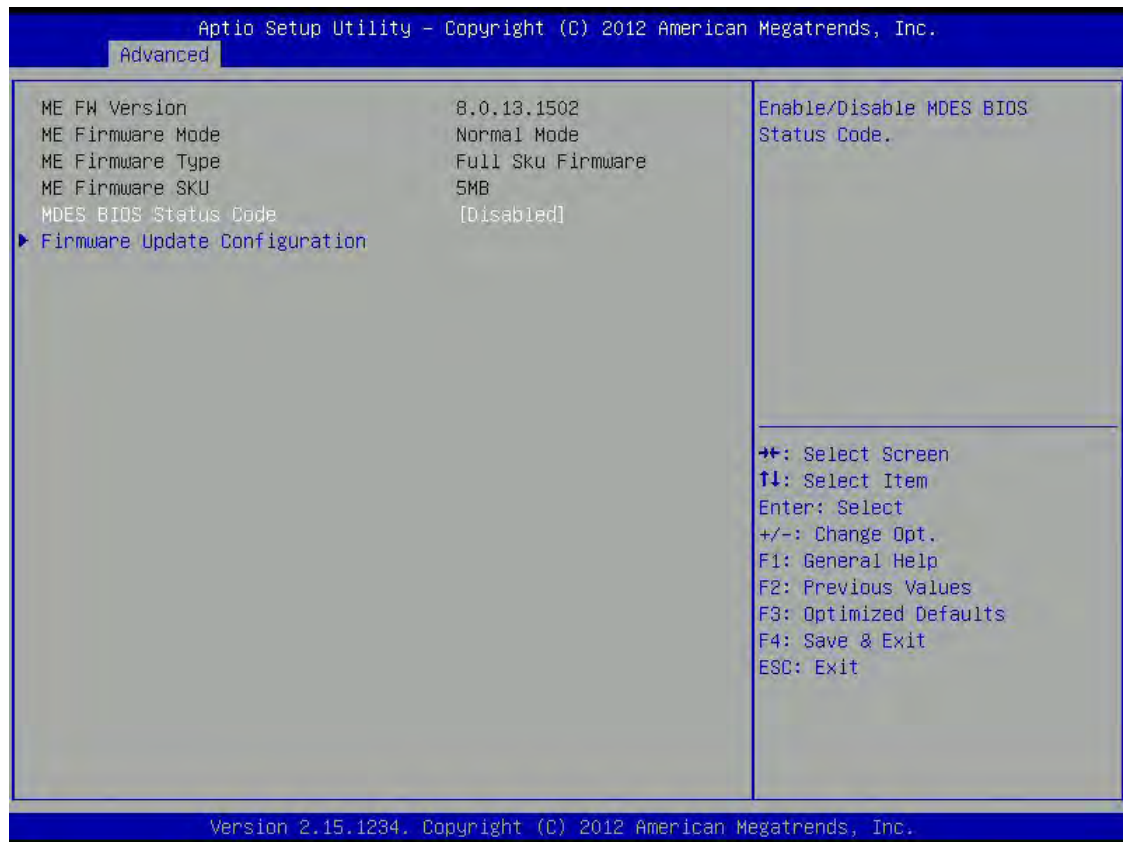 Aptio Setup Utility – Copyright (C) 2012 American Megatrends, Inc.
Advanced
ME FW Version 8.0.13.1502
ME Firmware Mode Normal Mode
ME Firmware Type Full Sku Firmware
ME Firmware SKU 5MB
MDES BIOS Status Code [Disabled]
▶ Firmware Update Configuration
Enable/Disable MDES BIOS
Status Code.
→←: Select Screen
↑↓: Select Item
Enter: Select
+/-: Change Opt.
F1: General Help
F2: Previous Values
F3: Optimized Defaults
F4: Save & Exit
ESC: Exit
Version 2.15.1234. Copyright (C) 2012 American Megatrends, Inc.